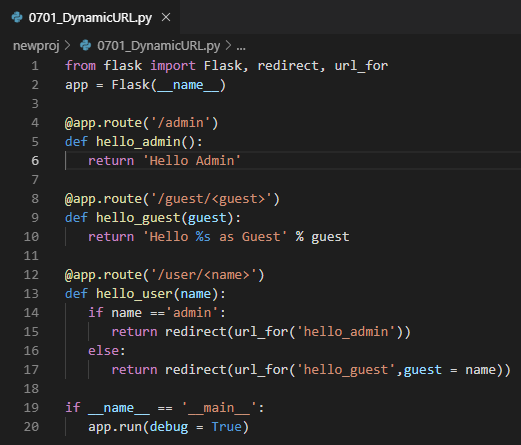 0701_DynamicURL.py ×
newproj > 0701_DynamicURL.py > ...
1 from flask import Flask, redirect, url_for
2 app = Flask(__name__)
3
4 @app.route('/admin')
5 def hello_admin():
6    return 'Hello Admin'
7
8 @app.route('/guest/<guest>')
9 def hello_guest(guest):
10    return 'Hello %s as Guest' % guest
11
12 @app.route('/user/<name>')
13 def hello_user(name):
14    if name =='admin':
15       return redirect(url_for('hello_admin'))
16    else:
17       return redirect(url_for('hello_guest',guest = name))
18
19 if __name__ == '__main__':
20    app.run(debug = True)